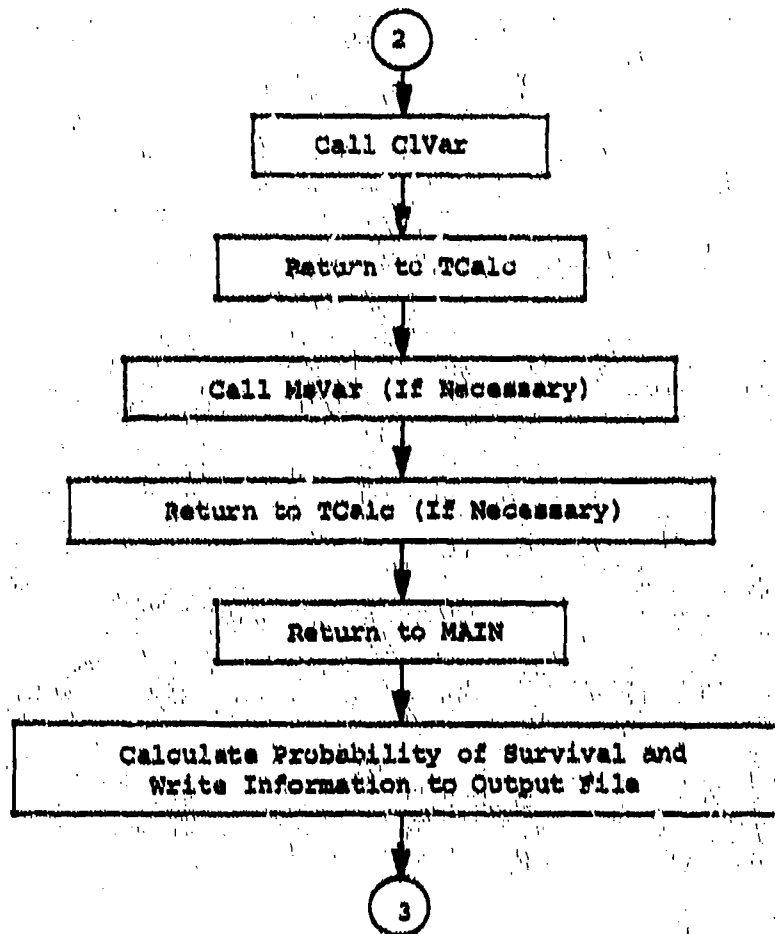 2
Call ClVar
Return to TCalc
Call MsVar (If Necessary)
Return to TCalc (If Necessary)
Return to MAIN
Calculate Probability of Survival and
Write Information to Output File
3